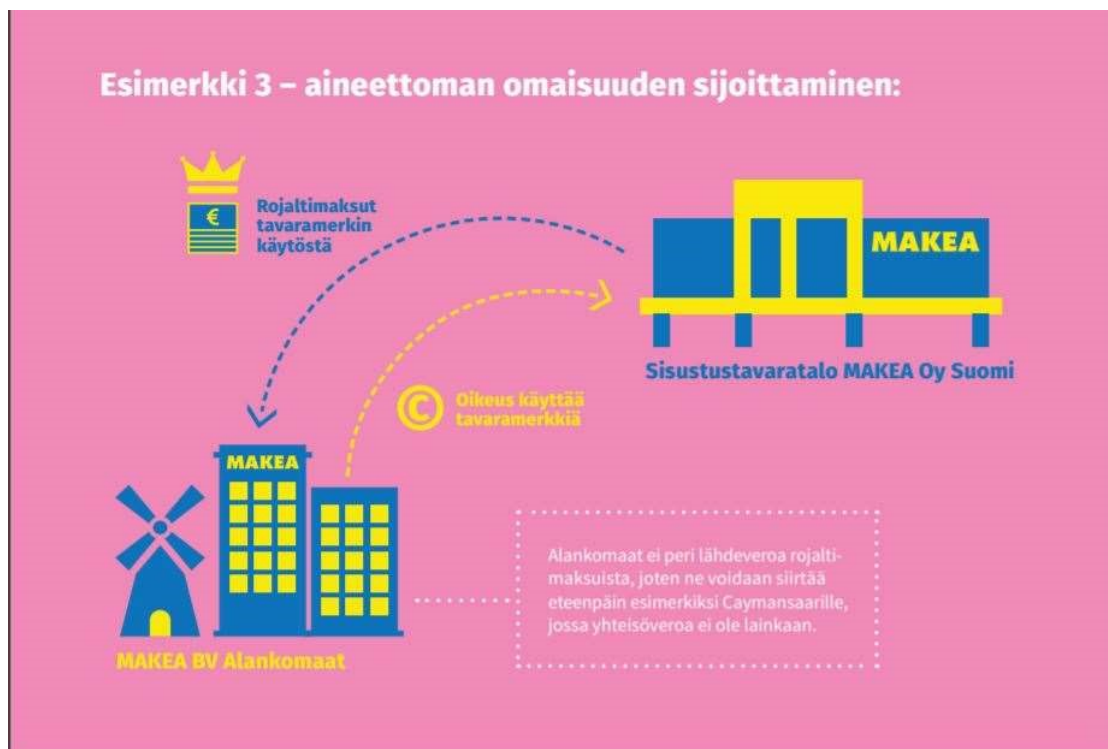 Esimerkki 3 – aineettoman omaisuuden sijoittaminen:
€
Rojaltimaksut
tavaramerkin
käytöstä
MAKEA
Sisustustavaratalo MAKEA Oy Suomi
©
Oikeus käyttää
tavaramerkkiä
MAKEA
Alankomaat ei peri lähdeveroa rojalti-
maksuista, joten ne voidaan siirtää
eteenpäin esimerkiksi Caymansaarille,
jossa yhteisöveroa ei ole lainkaan.
MAKEA BV Alankomaat